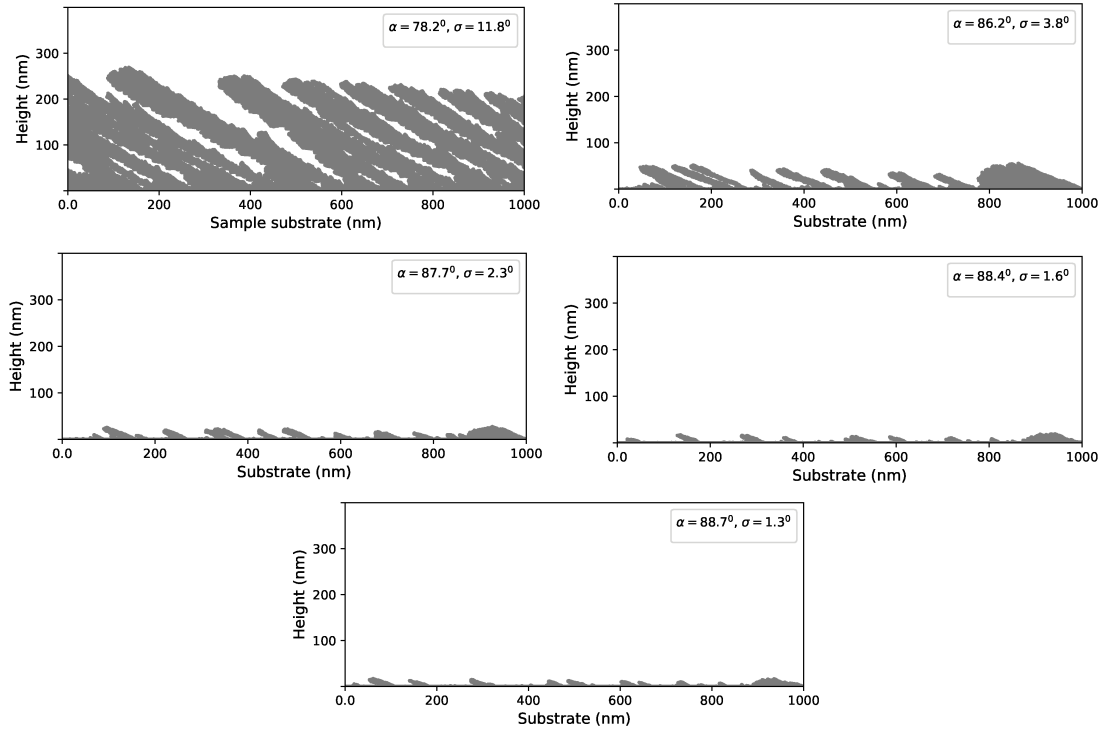 α = 78.2⁰, σ = 11.8⁰
Height (nm)
300
200
100
0.0 200 400 600 800 1000
Sample substrate (nm)
α = 86.2⁰, σ = 3.8⁰
Height (nm)
300
200
100
0.0 200 400 600 800 1000
Substrate (nm)
α = 87.7⁰, σ = 2.3⁰
Height (nm)
300
200
100
0.0 200 400 600 800 1000
Substrate (nm)
α = 88.4⁰, σ = 1.6⁰
Height (nm)
300
200
100
0.0 200 400 600 800 1000
Substrate (nm)
α = 88.7⁰, σ = 1.3⁰
Height (nm)
300
200
100
0.0 200 400 600 800 1000
Substrate (nm)